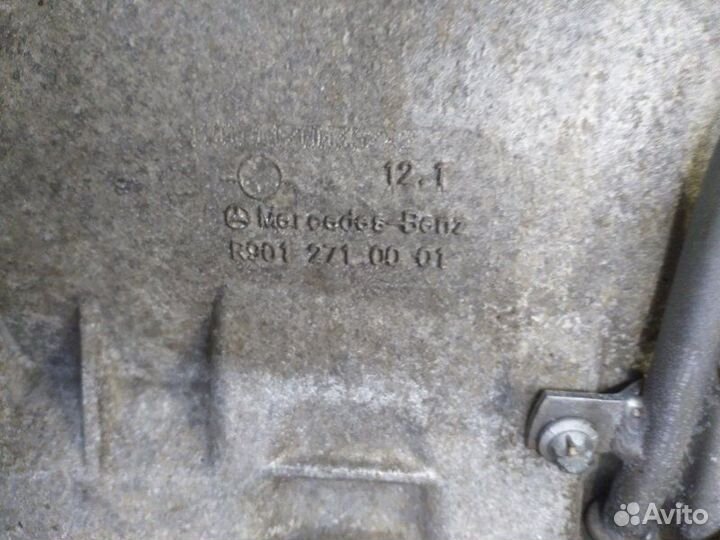 12.1
Mercedes-Benz
R901 271 00 01
Avito